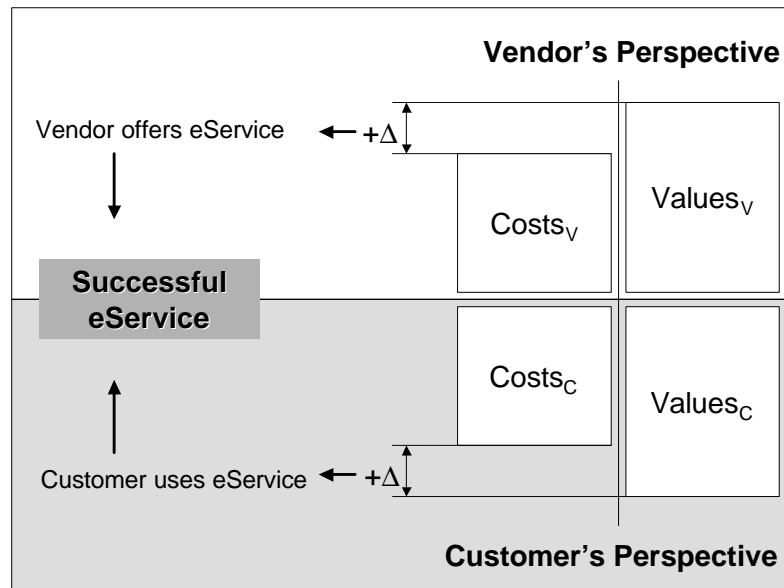 Vendor's Perspective
Vendor offers eService
+Δ
Costs_V
Values_V
Successful
eService
Costs_C
Values_C
Customer uses eService
+Δ
Customer's Perspective